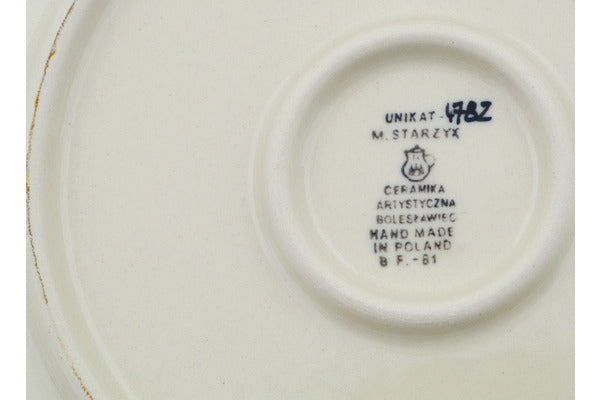 UNIKAT - 4782
M. STARZYK
CERAMIKA
ARTYSTYCZNA
BOLESŁAWIEC
HAND MADE
IN POLAND
B F.-61